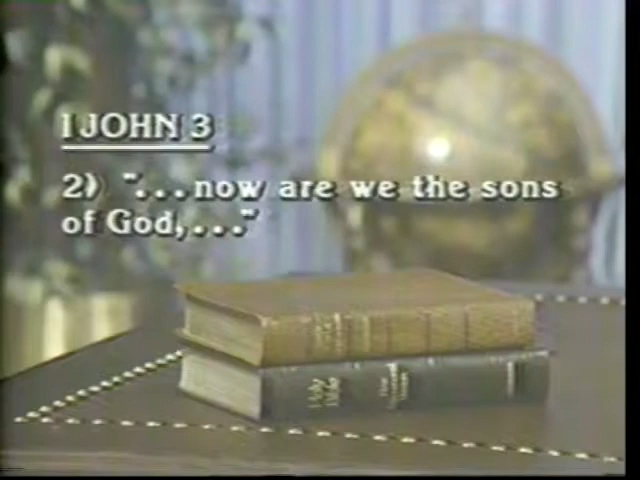 I JOHN 3
2) "...now are we the sons
of God,..."